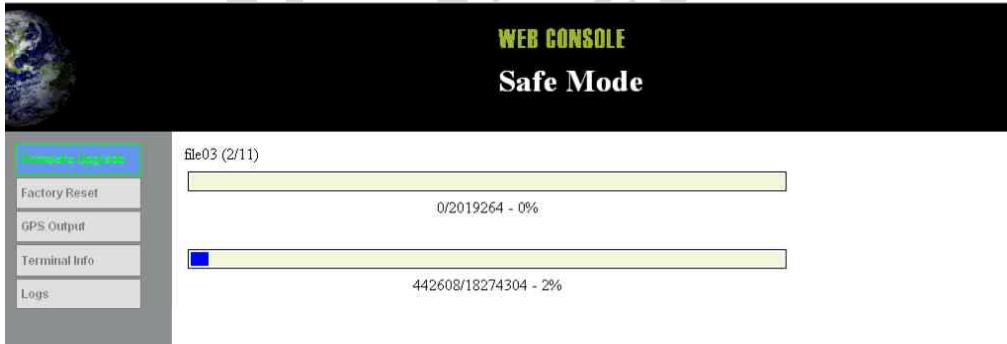 WEB CONSOLE
Safe Mode
Upgrade
Factory Reset
GPS Output
Terminal Info
Logs
file03 (2/11)
0/2019264 - 0%
442608/18274304 - 2%